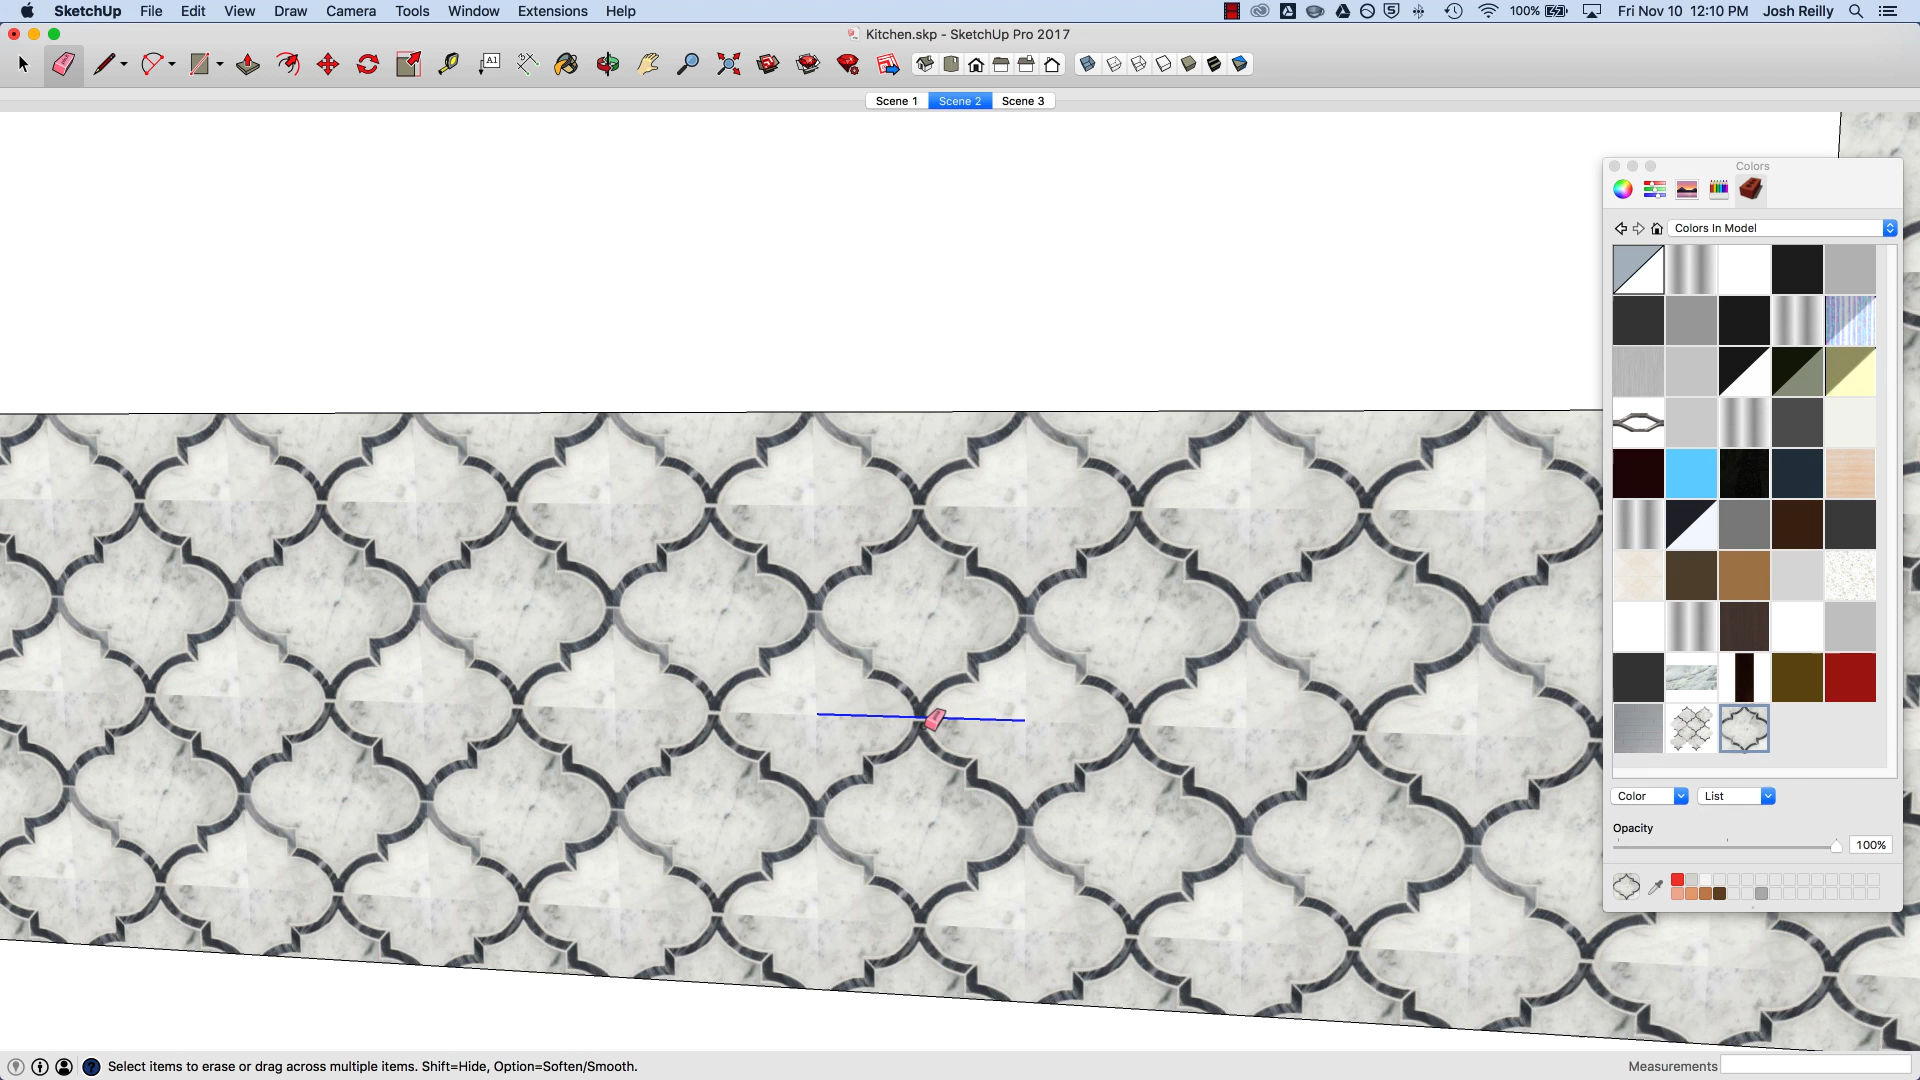 SketchUp File Edit View Draw Camera Tools Window Extensions Help 100% Fri Nov 10 12:10 PM Josh Reilly
Kitchen.skp - SketchUp Pro 2017
A1
Scene 1 Scene 2 Scene 3
Colors
Colors In Model
Color List
Opacity
100%
Select items to erase or drag across multiple items. Shift=Hide, Option=Soften/Smooth.
Measurements